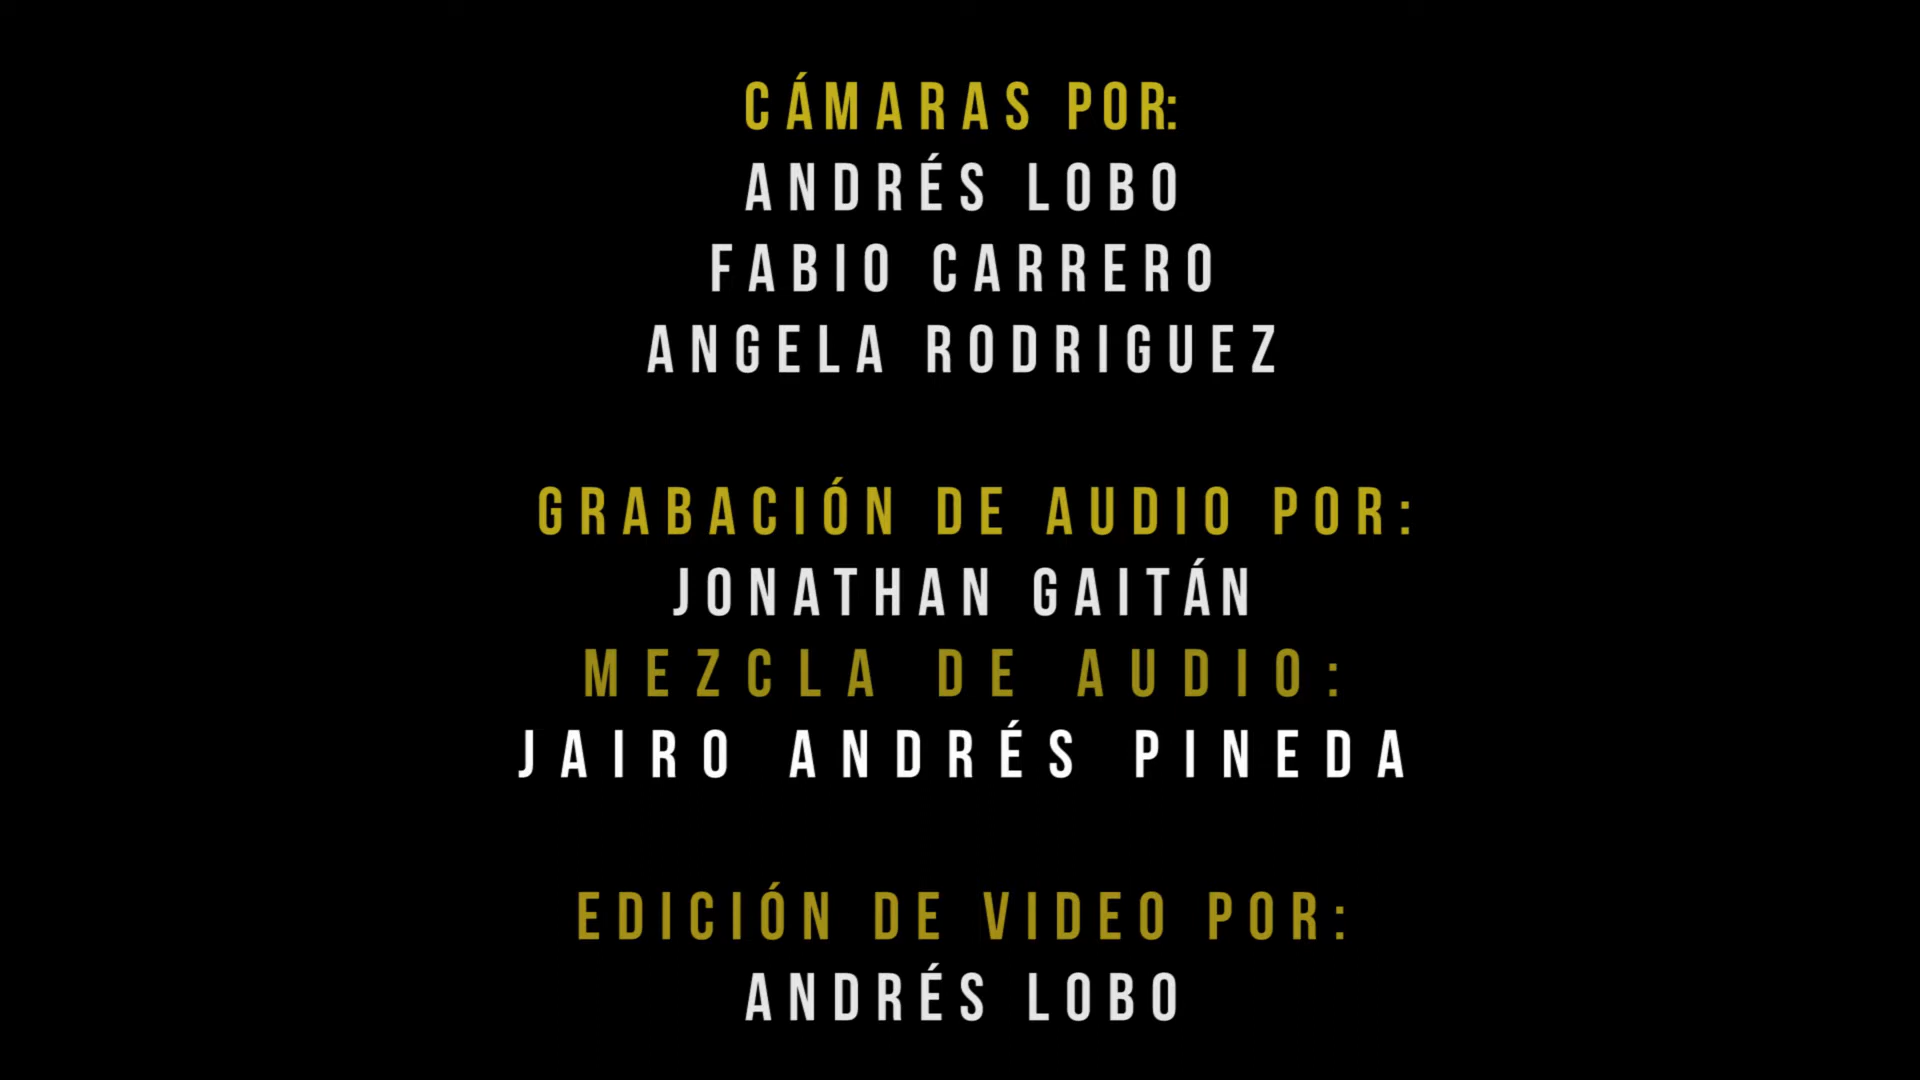 CÁMARAS POR:
ANDRÉS LOBO
FABIO CARRERO
ANGELA RODRIGUEZ
GRABACIÓN DE AUDIO POR:
JONATHAN GAITÁN
MEZCLA DE AUDIO:
JAIRO ANDRÉS PINEDA
EDICIÓN DE VIDEO POR:
ANDRÉS LOBO